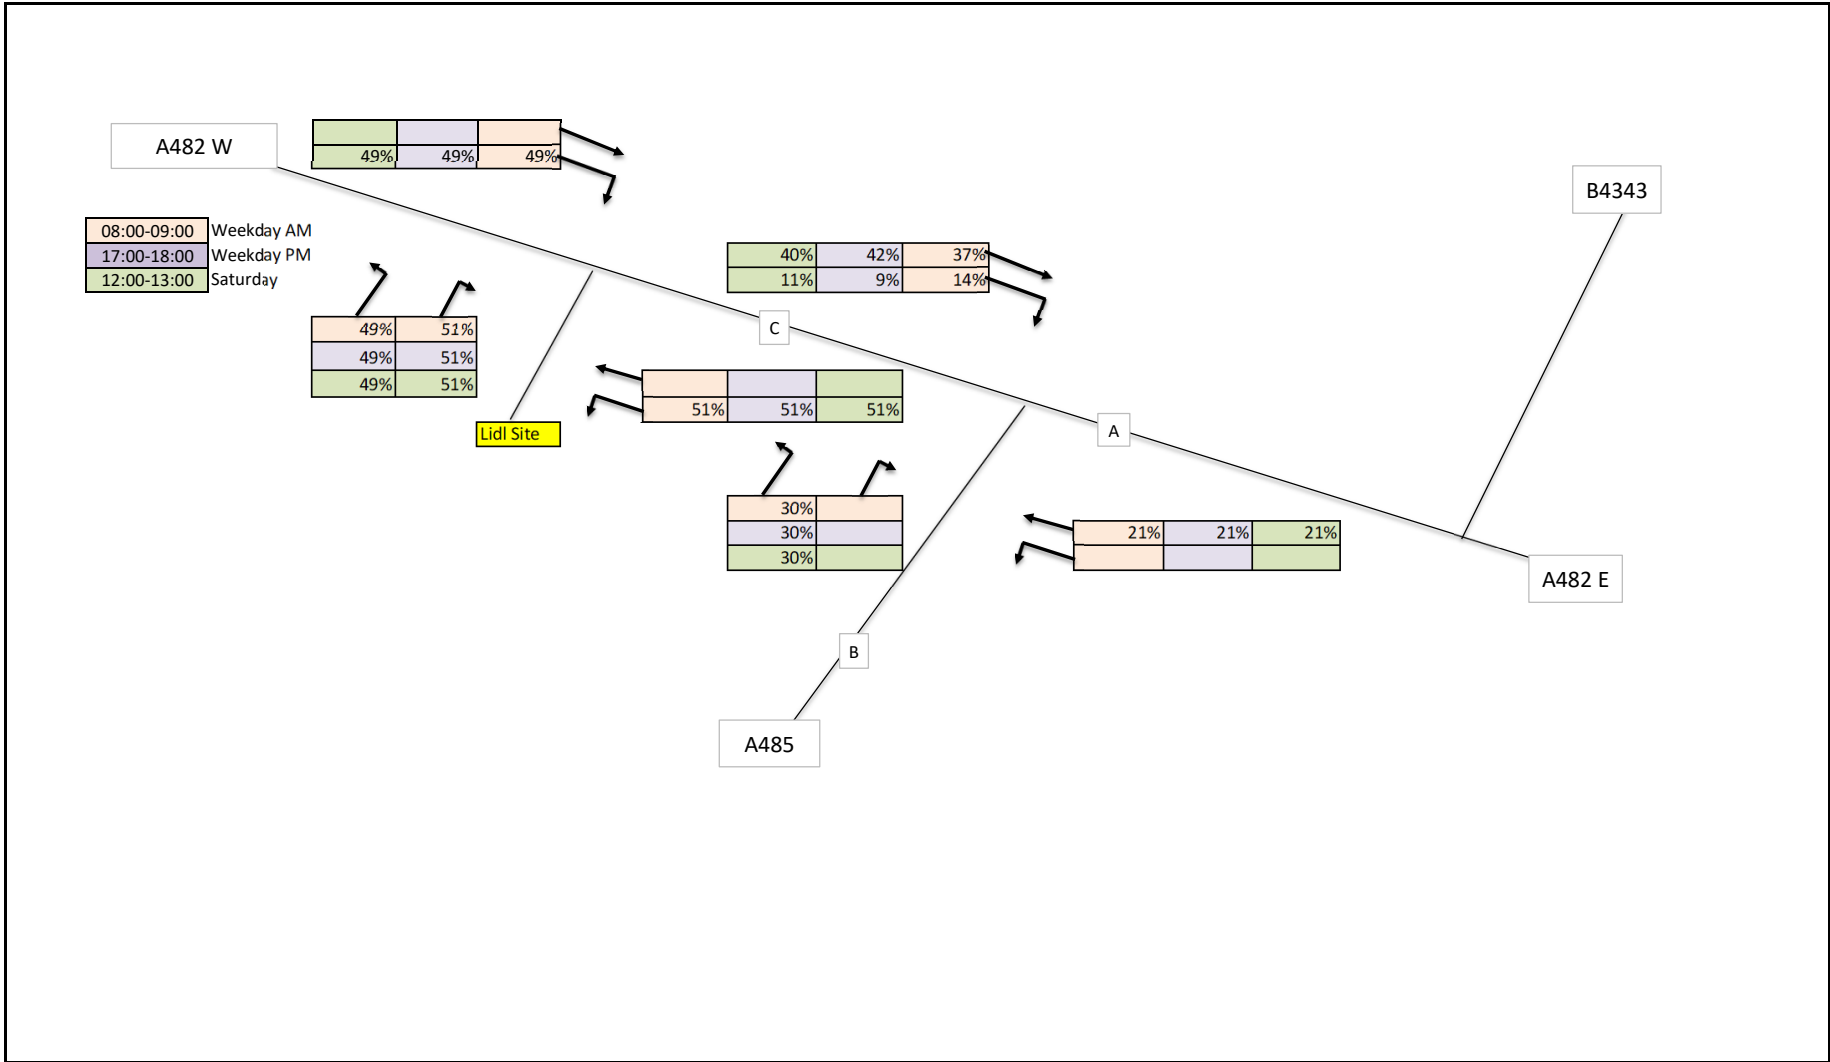 A482 W
49% 49% 49%
B4343
08:00-09:00 Weekday AM
17:00-18:00 Weekday PM
12:00-13:00 Saturday
40% 42% 37%
11% 9% 14%
C
49% 51%
49% 51%
49% 51%
51% 51% 51%
Lidl Site
A
30%
30%
30%
21% 21% 21%
A482 E
B
A485